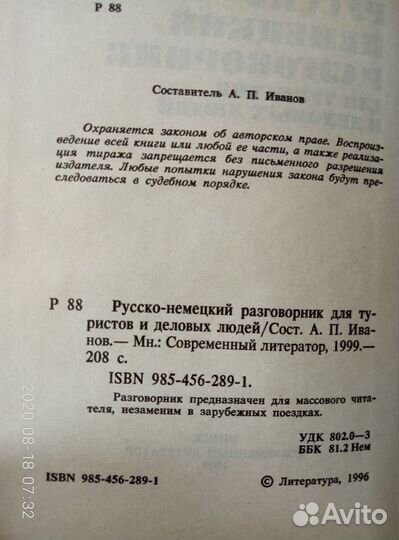 Р 88
Составитель А. П. Иванов
Охраняется законом об авторском праве. Воспроиз-
ведение всей книги или любой ее части, а также реализа-
ция тиража запрещается без письменного разрешения
издателя. Любые попытки нарушения закона будут пре-
следоваться в судебном порядке.
Р 88 Русско-немецкий разговорник для ту-
ристов и деловых людей/Сост. А. П. Ива-
нов.— Мн.: Современный литератор, 1999.—
208 с.
ISBN 985-456-289-1.
Разговорник предназначен для массового чита-
теля, незаменим в зарубежных поездках.
УДК 802.0—3
ББК 81.2 Нем
ISBN 985-456-289-1
© Литература, 1996
2020-08-18 07:32
Avito